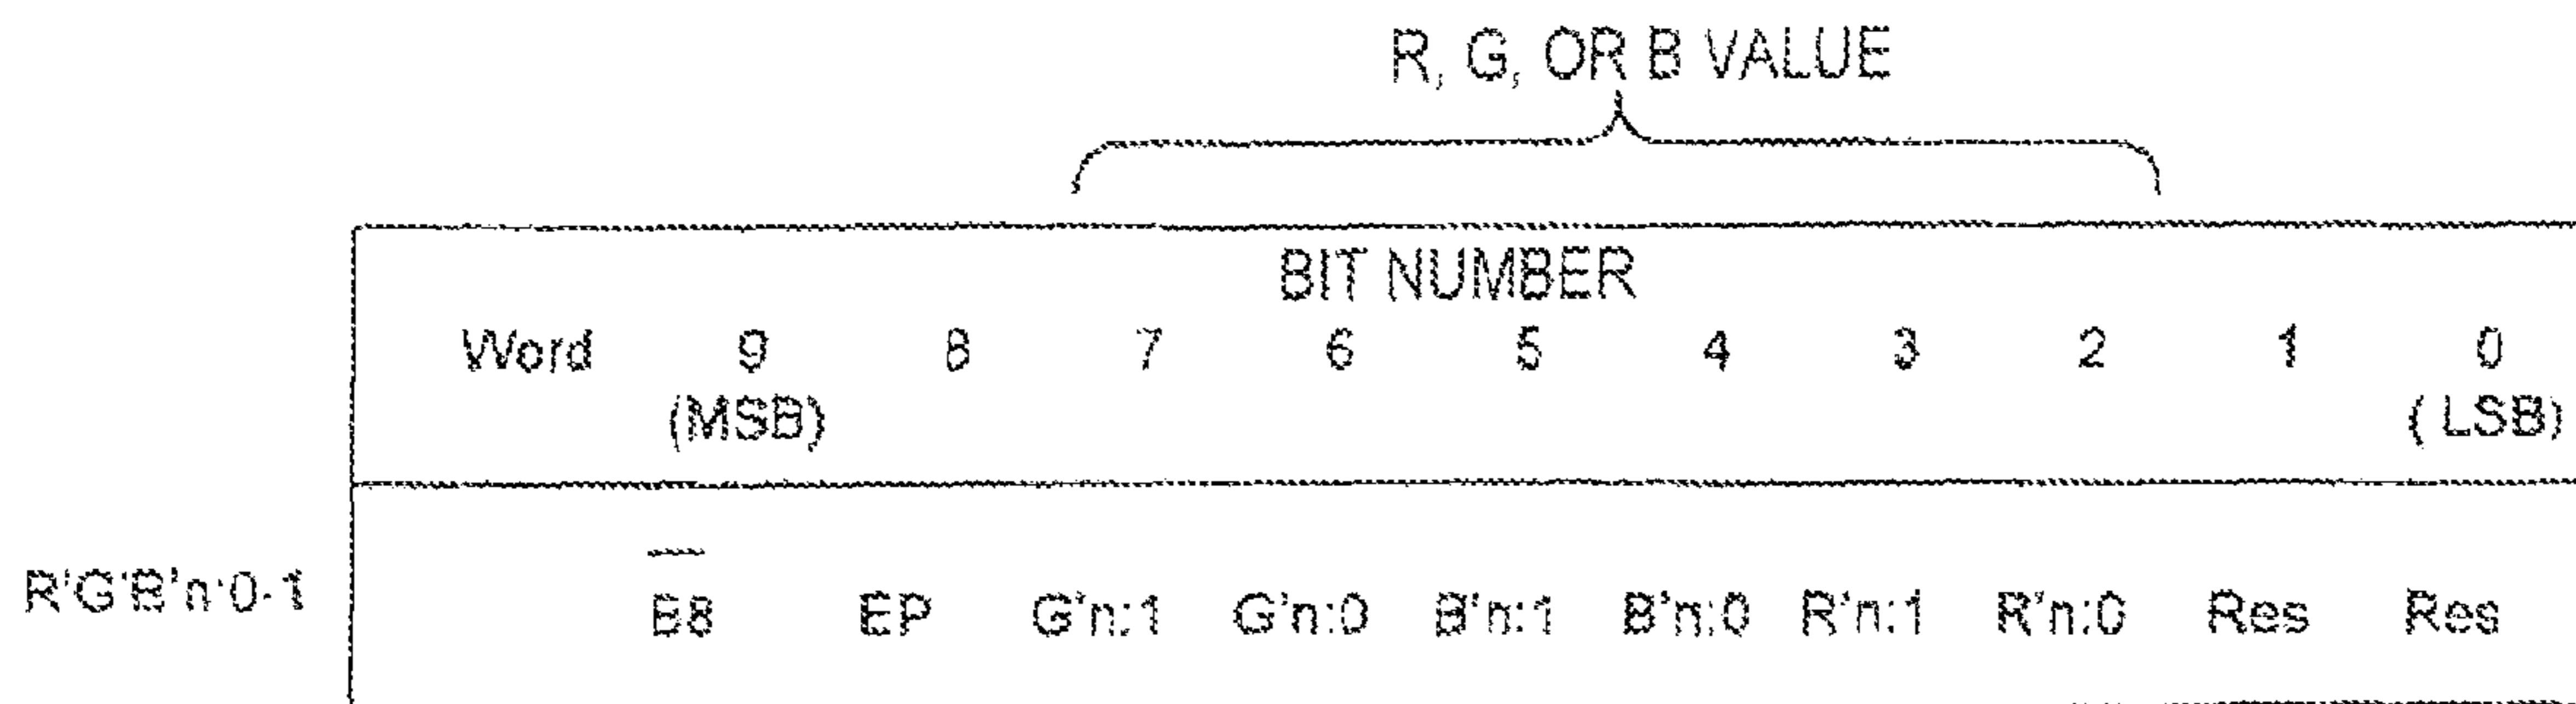 R, G, OR B VALUE
BIT NUMBER
Word 9 8 7 6 5 4 3 2 1 0
(MSB) ( LSB)
R'G'B'n:0-1 B8 EP G'n:1 G'n:0 B'n:1 B'n:0 R'n:1 R'n:0 Res Res